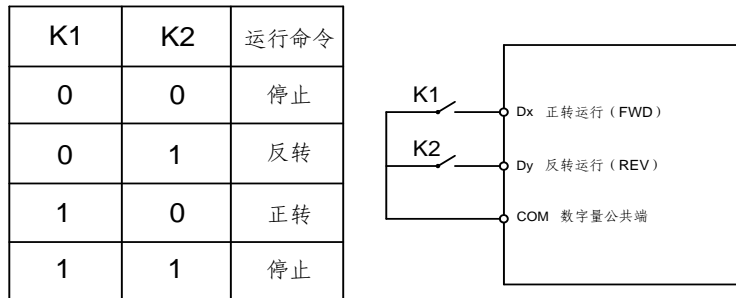 K1 K2 运行命令
0 0 停止
0 1 反转
1 0 正转
1 1 停止
K1
Dx 正转运行（FWD）
K2
Dy 反转运行（REV）
COM 数字量公共端